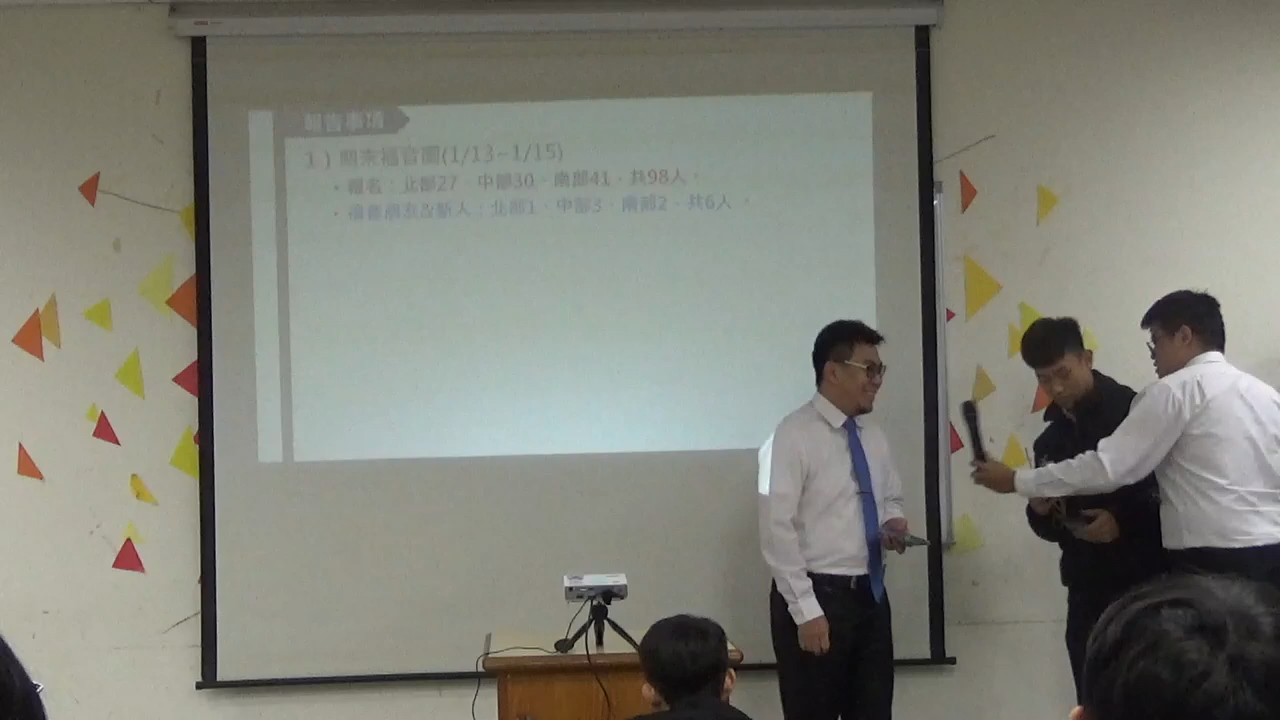 報告事項
1）期末福音園(1/13~1/15)
• 報名：北部27、中部30、南部41，共98人。
• 福音朋友及新人：北部1、中部3、南部2，共6人。